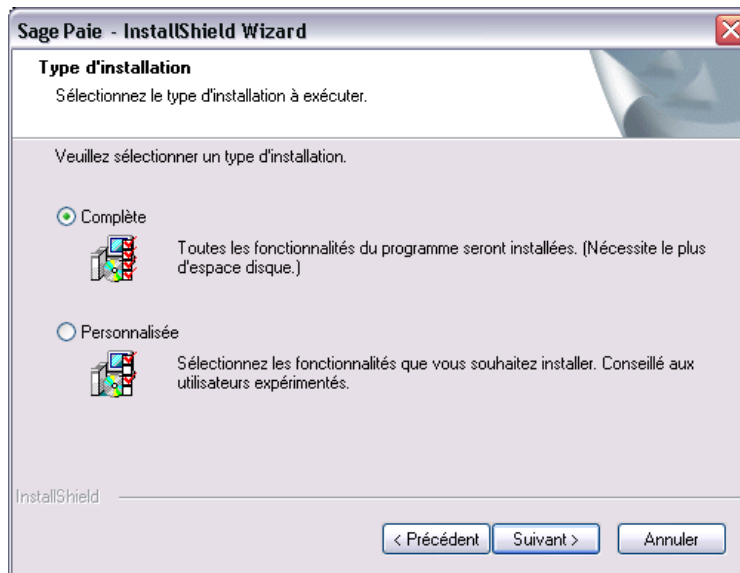 Sage Paie - InstallShield Wizard
Type d'installation
Sélectionnez le type d'installation à exécuter.
Veuillez sélectionner un type d'installation.
Complète
Toutes les fonctionnalités du programme seront installées. (Nécessite le plus
d'espace disque.)
Personnalisée
Sélectionnez les fonctionnalités que vous souhaitez installer. Conseillé aux
utilisateurs expérimentés.
InstallShield
< Précédent Suivant > Annuler